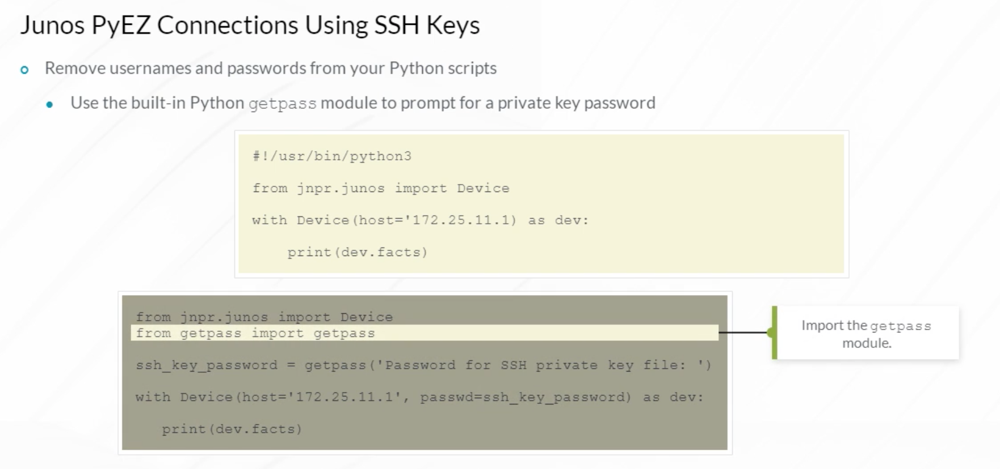 Junos PyEZ Connections Using SSH Keys
Remove usernames and passwords from your Python scripts
Use the built-in Python getpass module to prompt for a private key password
#!/usr/bin/python3
from jnpr.junos import Device
with Device(host='172.25.11.1) as dev:
print(dev.facts)
from jnpr.junos import Device
from getpass import getpass
ssh_key_password = getpass('Password for SSH private key file: ')
with Device(host='172.25.11.1', passwd=ssh_key_password) as dev:
print(dev.facts)
Import the getpass
module.